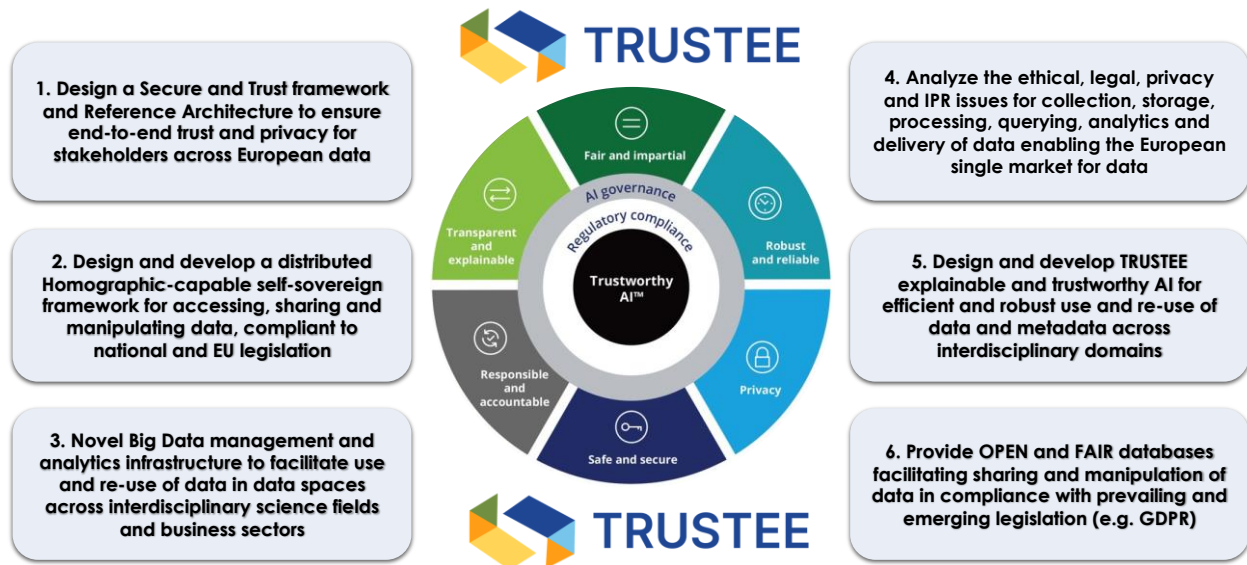 TRUSTEE
1. Design a Secure and Trust framework
and Reference Architecture to ensure
end-to-end trust and privacy for
stakeholders across European data
2. Design and develop a distributed
Homographic-capable self-sovereign
framework for accessing, sharing and
manipulating data, compliant to
national and EU legislation
3. Novel Big Data management and
analytics infrastructure to facilitate use
and re-use of data in data spaces
across interdisciplinary science fields
and business sectors
Fair and impartial
Transparent
and
explainable
AI governance
Regulatory compliance
Robust
and reliable
Trustworthy
AI™
Responsible
and
accountable
Privacy
Safe and secure
4. Analyze the ethical, legal, privacy
and IPR issues for collection, storage,
processing, querying, analytics and
delivery of data enabling the European
single market for data
5. Design and develop TRUSTEE
explainable and trustworthy AI for
efficient and robust use and re-use of
data and metadata across
interdisciplinary domains
6. Provide OPEN and FAIR databases
facilitating sharing and manipulation of
data in compliance with prevailing and
emerging legislation (e.g. GDPR)
TRUSTEE